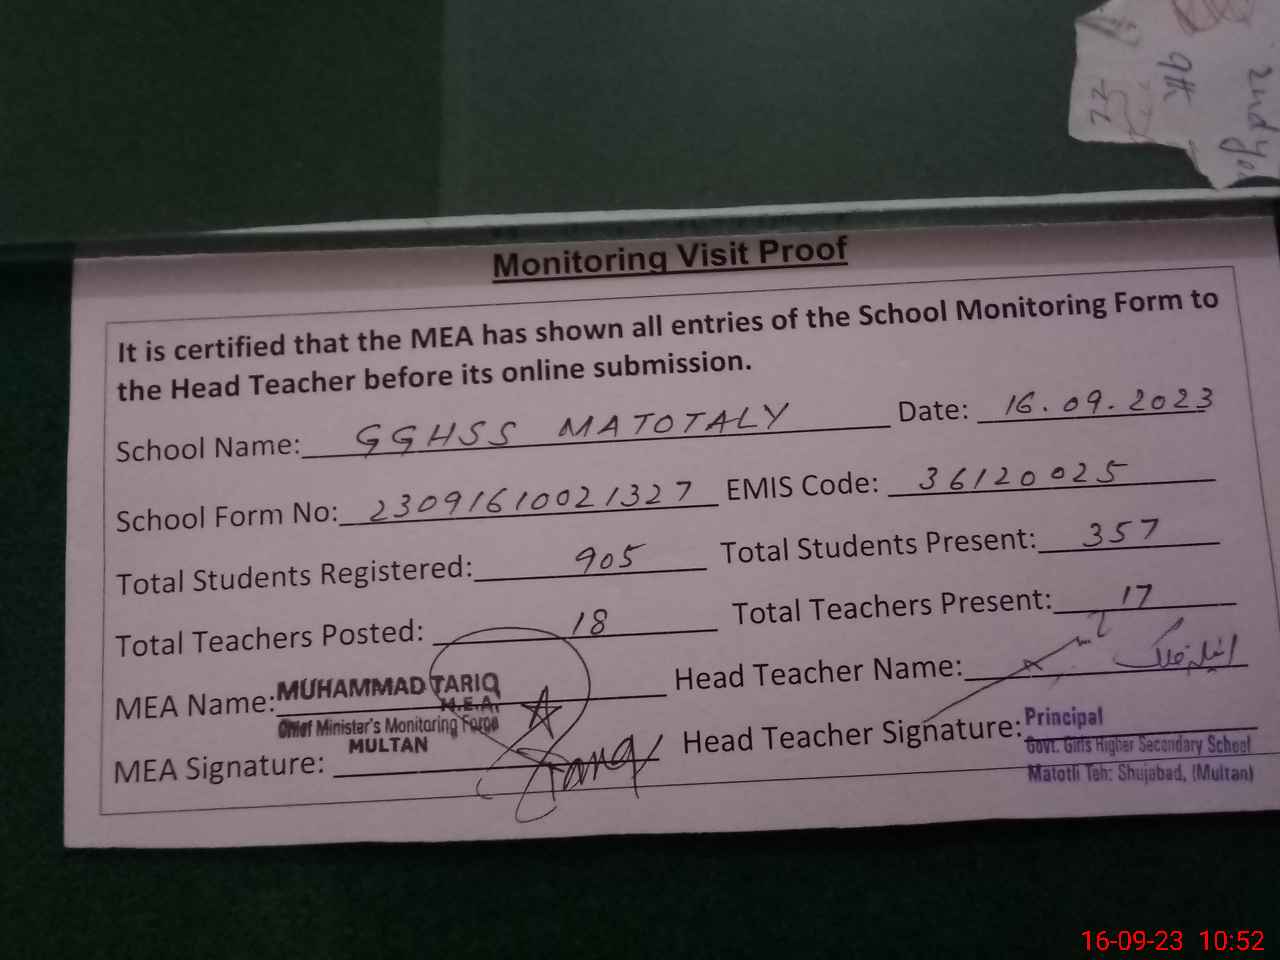 9th
2nd
Monitoring Visit Proof
It is certified that the MEA has shown all entries of the School Monitoring Form to
the Head Teacher before its online submission.
School Name: GGHSS MATOTALY Date: 16.09.2023
School Form No: 23091610021327 EMIS Code: 36120025
Total Students Registered: 905 Total Students Present: 357
Total Teachers Posted: 18 Total Teachers Present: 17
MEA Name: MUHAMMAD TARIQ Head Teacher Name:
M.E.A.
Chief Minister's Monitoring Force
MULTAN
MEA Signature: Head Teacher Signature: Principal
Govt. Girls Higher Secondary School
Matotli Teh: Shujabad, (Multan)
16-09-23 10:52